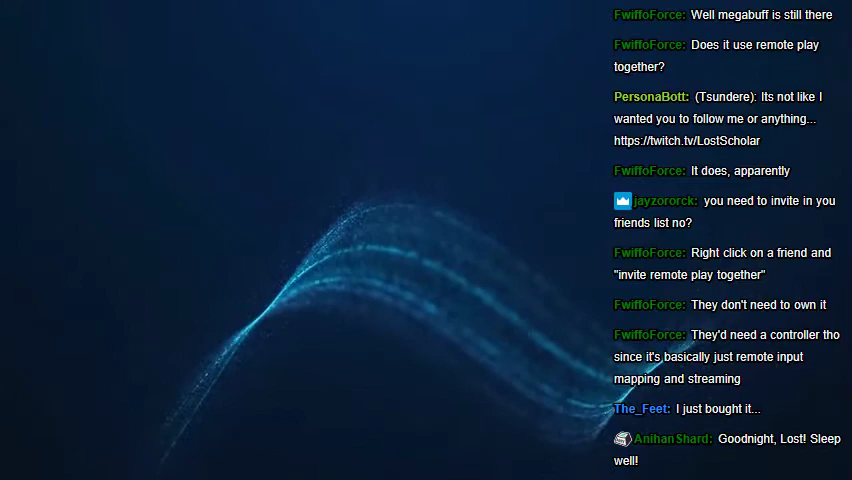 FwiffoForce: Well megabuff is still there
FwiffoForce: Does it use remote play
together?
PersonaBott: (Tsundere): Its not like I
wanted you to follow me or anything...
https://twitch.tv/LostScholar
FwiffoForce: It does, apparently
jayzororck: you need to invite in you
friends list no?
FwiffoForce: Right click on a friend and
"invite remote play together"
FwiffoForce: They don't need to own it
FwiffoForce: They'd need a controller tho
since it's basically just remote input
mapping and streaming
The_Feet: I just bought it...
AnihanShard: Goodnight, Lost! Sleep
well!